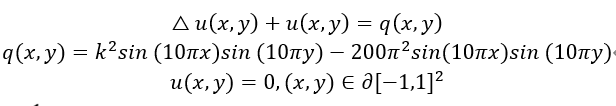 △ u(x, y) + u(x, y) = q(x, y)
q(x, y) = k²sin (10πx)sin (10πy) − 200π²sin(10πx)sin (10πy)
u(x, y) = 0, (x, y) ∈ ∂[−1,1]²